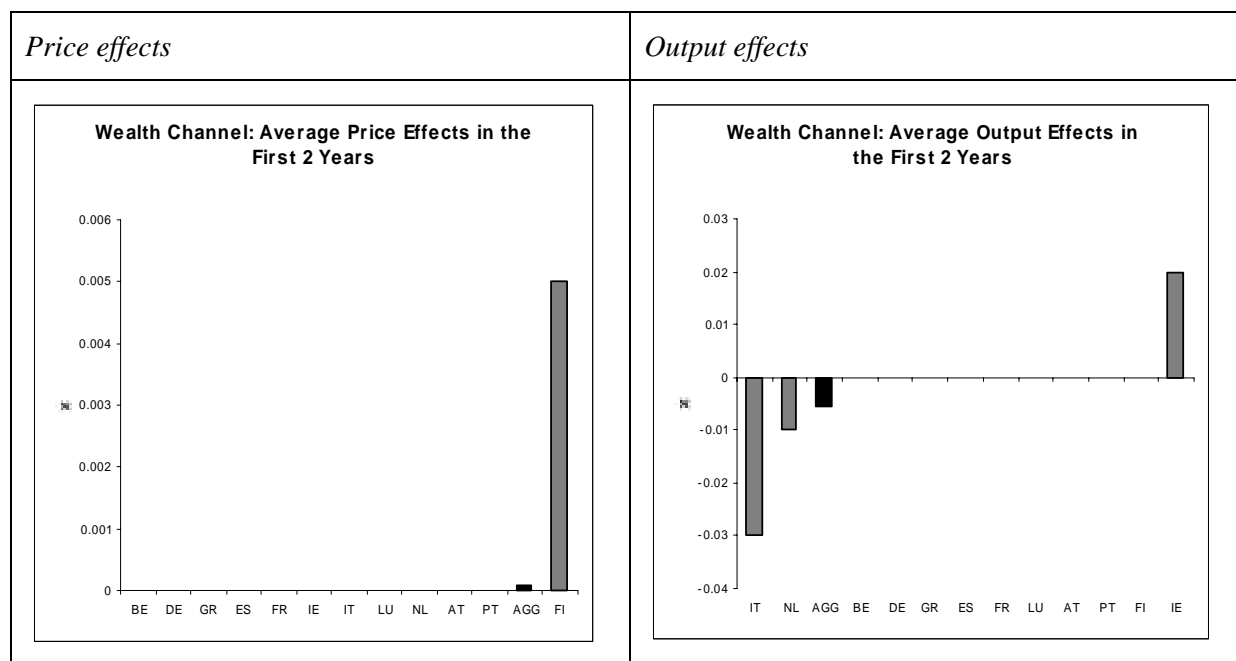 Price effects
Output effects
Wealth Channel: Average Price Effects in the
First 2 Years
0.006
0.005
0.004
0.003
0.002
0.001
0
BE DE GR ES FR IE IT LU NL AT PT AGG FI
Wealth Channel: Average Output Effects in
the First 2 Years
0.03
0.02
0.01
0
-0.01
-0.02
-0.03
-0.04
IT NL AGG BE DE GR ES FR LU AT PT FI IE